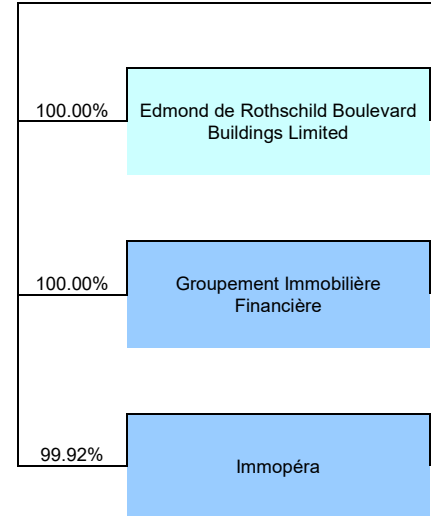 100.00%
Edmond de Rothschild Boulevard
Buildings Limited
100.00%
Groupement Immobilière
Financière
99.92%
Immopéra